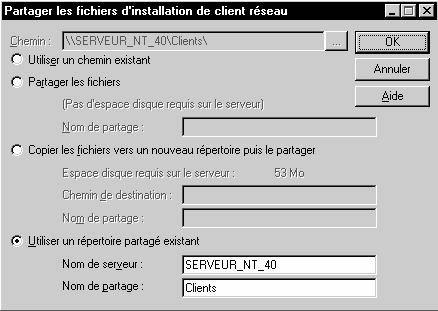 Partager les fichiers d'installation de client réseau
Chemin : \\SERVEUR_NT_40\Clients\ ... OK
Utiliser un chemin existant
Annuler
Partager les fichiers
Aide
(Pas d'espace disque requis sur le serveur)
Nom de partage :
Copier les fichiers vers un nouveau répertoire puis le partager
Espace disque requis sur le serveur : 53 Mo
Chemin de destination :
Nom de partage :
Utiliser un répertoire partagé existant
Nom de serveur : SERVEUR_NT_40
Nom de partage : Clients